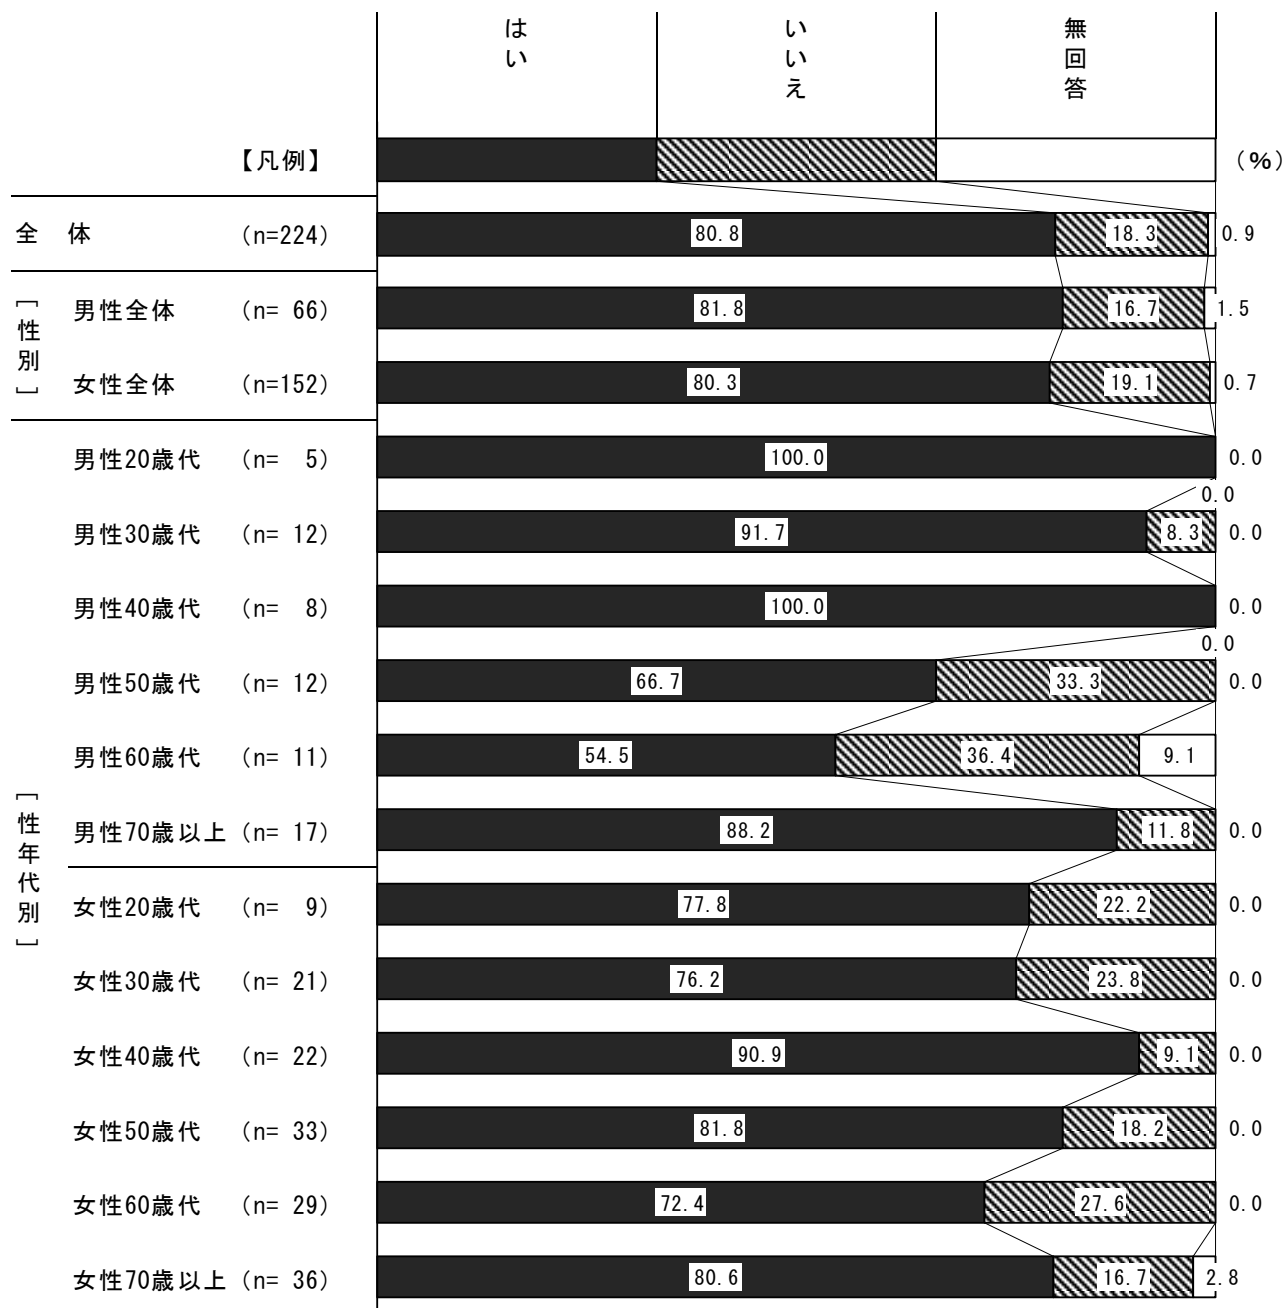 はい
いいえ
無回答
【凡例】 (%)
全 体 (n=224) 80.8 18.3 0.9
[性別]
男性全体 (n= 66) 81.8 16.7 1.5
女性全体 (n=152) 80.3 19.1 0.7
[性年代別]
男性20歳代 (n= 5) 100.0 0.0
0.0
男性30歳代 (n= 12) 91.7 8.3 0.0
男性40歳代 (n= 8) 100.0 0.0
0.0
男性50歳代 (n= 12) 66.7 33.3 0.0
男性60歳代 (n= 11) 54.5 36.4 9.1
男性70歳以上 (n= 17) 88.2 11.8 0.0
女性20歳代 (n= 9) 77.8 22.2 0.0
女性30歳代 (n= 21) 76.2 23.8 0.0
女性40歳代 (n= 22) 90.9 9.1 0.0
女性50歳代 (n= 33) 81.8 18.2 0.0
女性60歳代 (n= 29) 72.4 27.6 0.0
女性70歳以上 (n= 36) 80.6 16.7 2.8